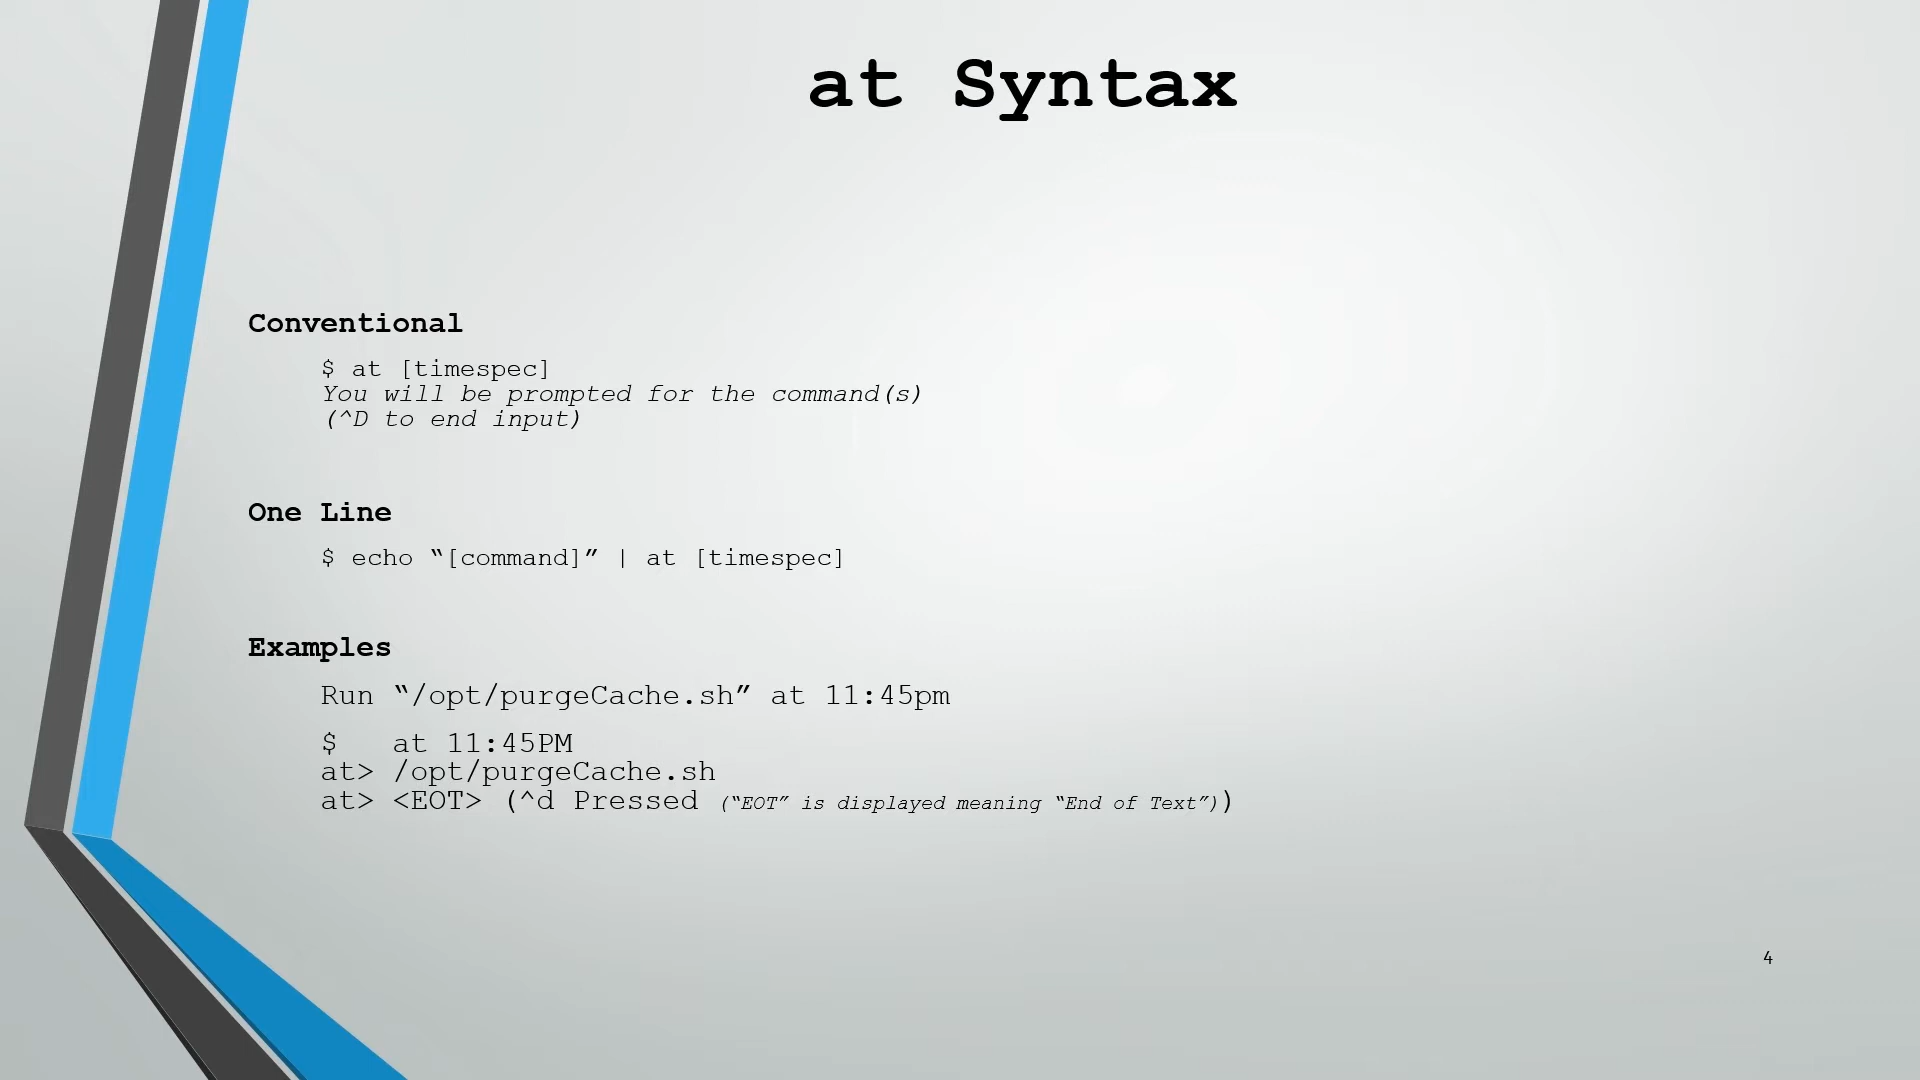 at Syntax
Conventional
$ at [timespec]
You will be prompted for the command(s)
(^D to end input)
One Line
$ echo “[command]” | at [timespec]
Examples
Run “/opt/purgeCache.sh” at 11:45pm
$   at 11:45PM
at> /opt/purgeCache.sh
at> <EOT> (^d Pressed (“EOT” is displayed meaning “End of Text”))
4